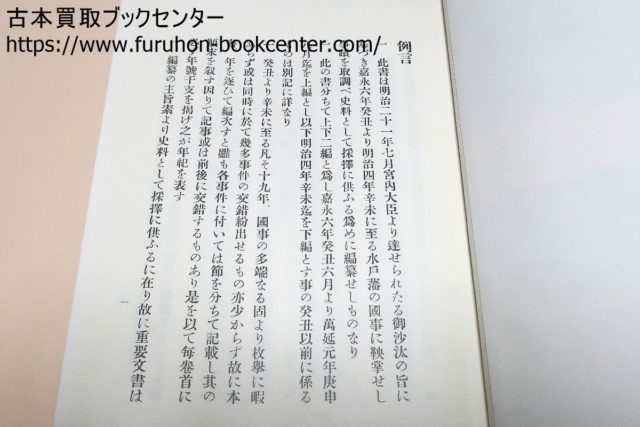 古本買取ブックセンター
https://www.furuhon-bookcenter.com/
例言
一 此書は明治二十一年七月宮內大臣より達せられたる御沙汰の旨に
つき嘉永六年癸丑より明治四年辛未に至る水戶藩の國事に鞅掌せし
を取調べ史料として採擇に供ふる爲めに編纂せしものなり
此の書分ちて上下二編と爲し嘉永六年癸丑六月より萬延元年庚申
月迄を上編とし以下明治四年辛未迄を下編とす事の癸丑以前に係る
ものは別記に詳なり
癸丑より辛未に至る凡そ十九年、國事の多端なる固より枚擧に暇
らず或は同時に於て幾多事件の交錯紛出せるもの亦少からず故に本
年を逐ひて編次すと雖も各事件に付いては節を分ちて記載し其の
末を叙す因りて記事或は前後に交錯するものあり是を以て每卷首に
年號干支を揭げ之が年紀を表す
編纂の主旨素より史料として採擇に供ふるに在り故に重要文書は
一